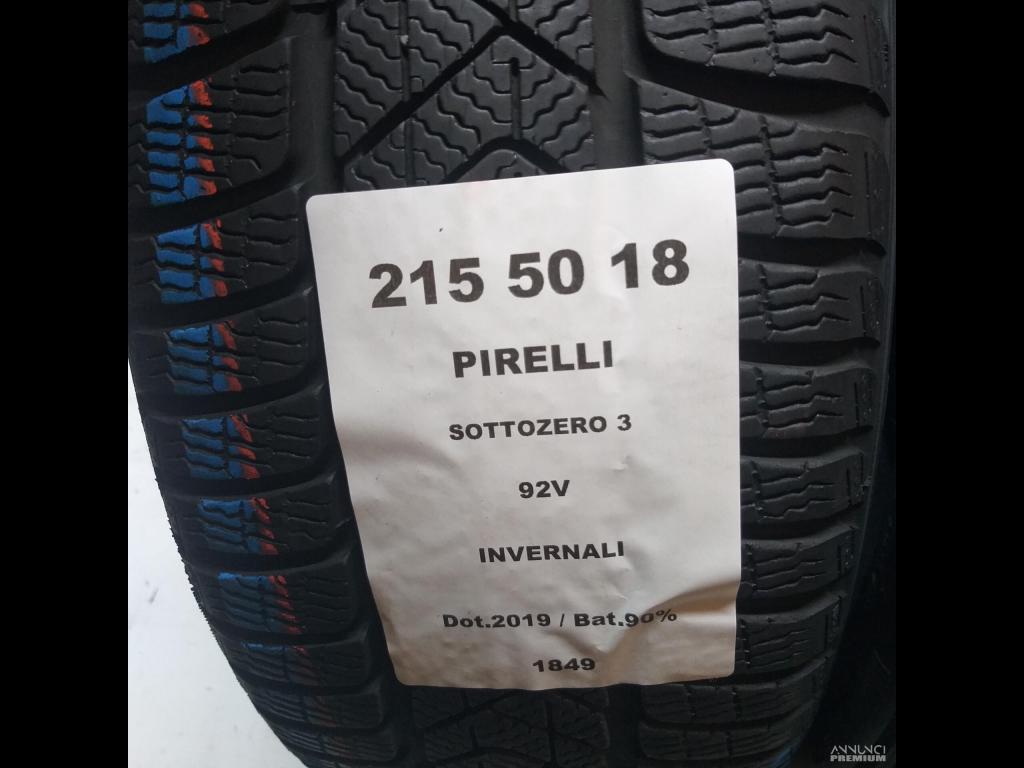 215 50 18
PIRELLI
SOTTOZERO 3
92V
INVERNALI
Dot.2019 / Bat.90%
1849
ANNUNCI
PREMIUM